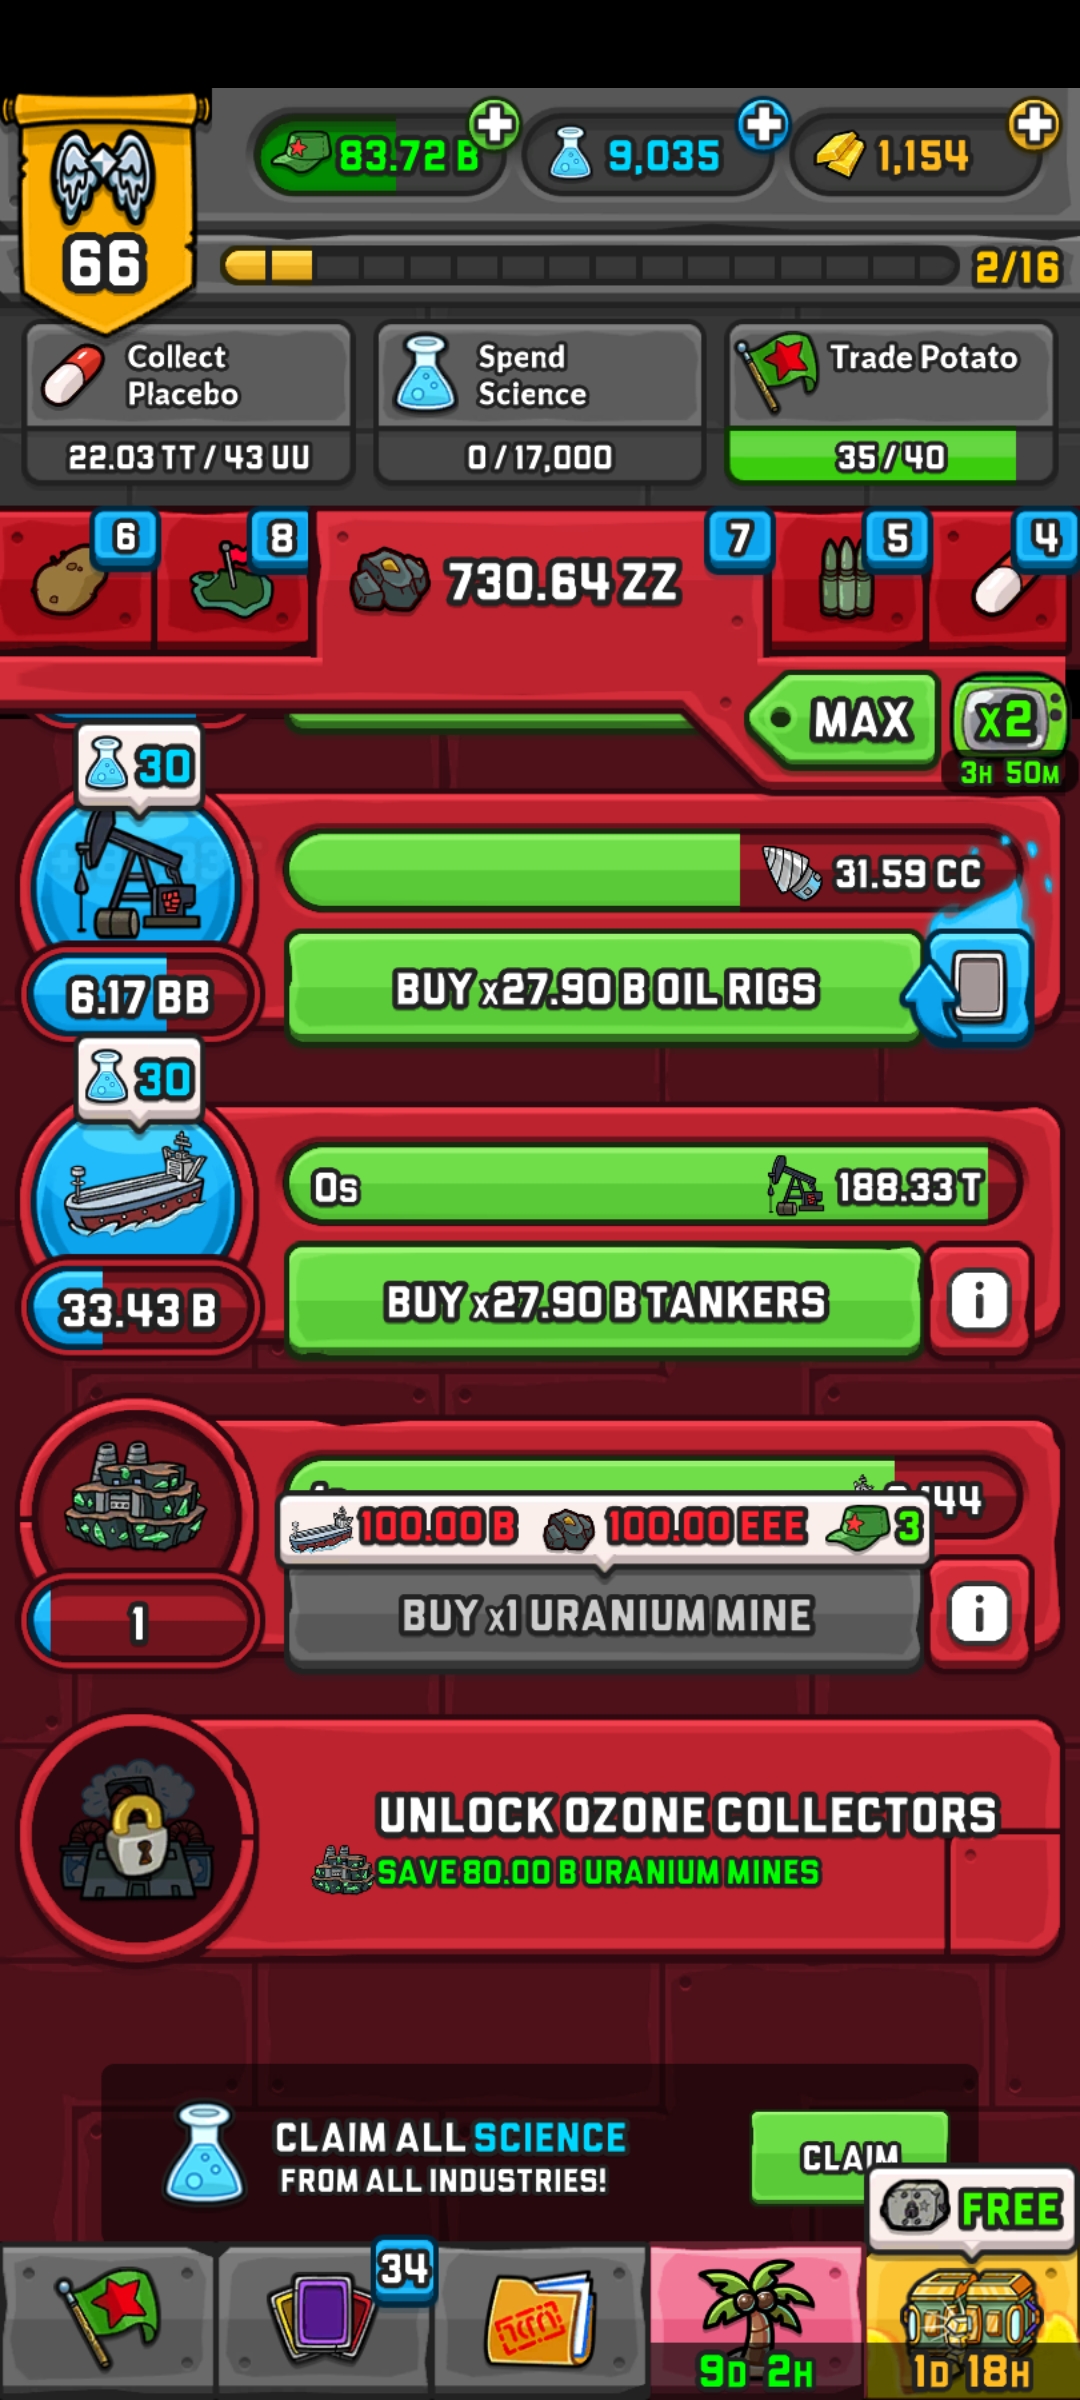 83.72 B
9,035
1,154
66
2/16
Collect
Placebo
22.03 TT / 43 UU
Spend
Science
0 / 17,000
Trade Potato
35 / 40
6
8
730.64 ZZ
7
5
4
MAX
x2
3H 50M
30
31.59 CC
6.17 BB
BUY x27.90 B OIL RIGS
30
0s
188.33 T
33.43 B
BUY x27.90 B TANKERS
i
44
100.00 B
100.00 EEE
3
1
BUY x1 URANIUM MINE
i
UNLOCK OZONE COLLECTORS
SAVE 80.00 B URANIUM MINES
CLAIM ALL SCIENCE
FROM ALL INDUSTRIES!
CLAIM
FREE
34
9D 2H
1D 18H